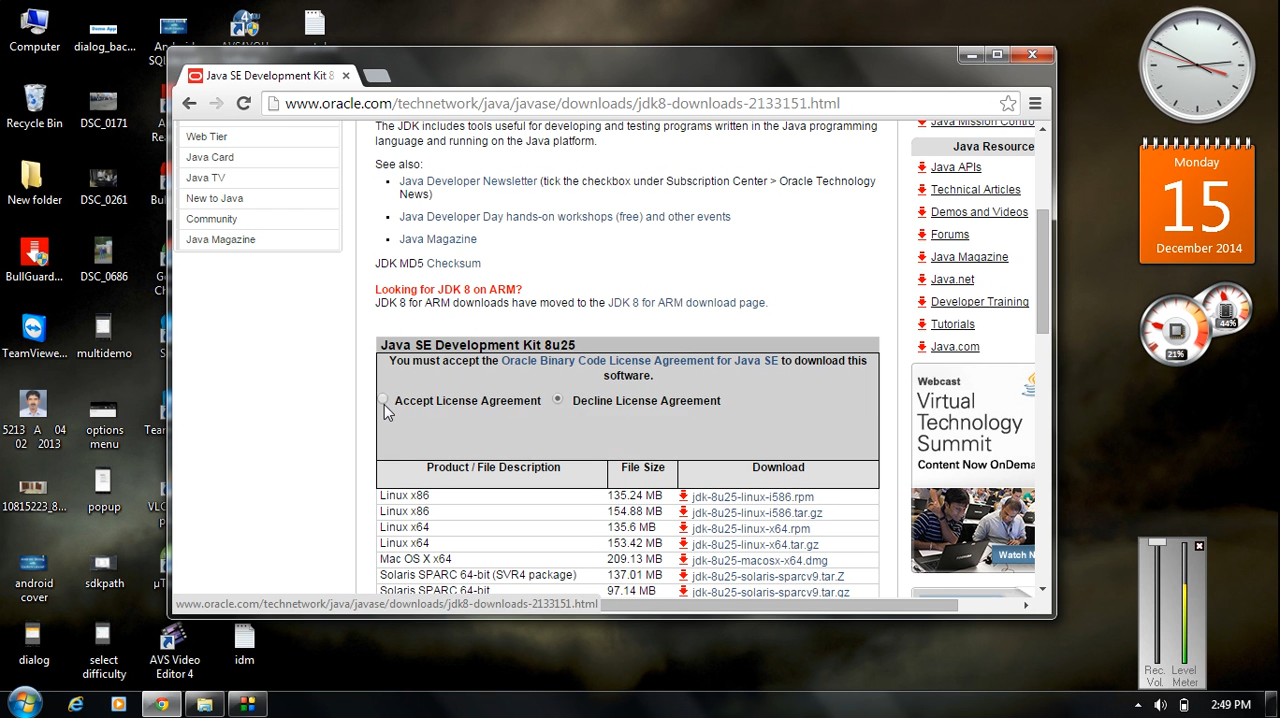 Computer
dialog_bac...
Recycle Bin
DSC_0171
New folder
DSC_0261
BullGuard...
DSC_0686
TeamViewe...
multidemo
5213 A 04
02 2013
options
menu
10815223_8...
popup
android
cover
sdkpath
dialog
select
difficulty
AVS Video
Editor 4
idm
Java SE Development Kit 8
www.oracle.com/technetwork/java/javase/downloads/jdk8-downloads-2133151.html
Web Tier
Java Card
Java TV
New to Java
Community
Java Magazine
The JDK includes tools useful for developing and testing programs written in the Java programming
language and running on the Java platform.
See also:
Java Developer Newsletter (tick the checkbox under Subscription Center > Oracle Technology
News)
Java Developer Day hands-on workshops (free) and other events
Java Magazine
JDK MD5 Checksum
Looking for JDK 8 on ARM?
JDK 8 for ARM downloads have moved to the JDK 8 for ARM download page.
Java SE Development Kit 8u25
You must accept the Oracle Binary Code License Agreement for Java SE to download this
software.
Accept License Agreement Decline License Agreement
Product / File Description File Size Download
Linux x86 135.24 MB jdk-8u25-linux-i586.rpm
Linux x86 154.88 MB jdk-8u25-linux-i586.tar.gz
Linux x64 135.6 MB jdk-8u25-linux-x64.rpm
Linux x64 153.42 MB jdk-8u25-linux-x64.tar.gz
Mac OS X x64 209.13 MB jdk-8u25-macosx-x64.dmg
Solaris SPARC 64-bit (SVR4 package) 137.01 MB jdk-8u25-solaris-sparcv9.tar.Z
Solaris SPARC 64-bit 97.14 MB jdk-8u25-solaris-sparcv9.tar.gz
www.oracle.com/technetwork/java/javase/downloads/jdk8-downloads-2133151.html
Java Mission Contro
Java Resource
Java APIs
Technical Articles
Demos and Videos
Forums
Java Magazine
Java.net
Developer Training
Tutorials
Java.com
Webcast
Virtual
Technology
Summit
Content Now OnDema
Watch N
Monday
15
December 2014
44%
21%
Rec. Level
Vol. Meter
2:49 PM